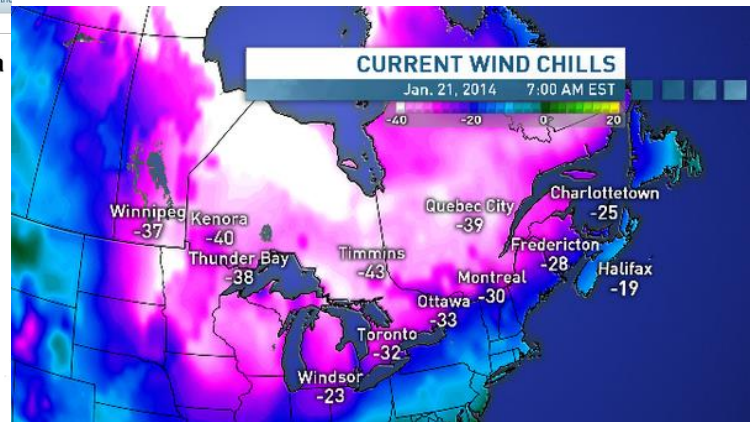 CURRENT WIND CHILLS
Jan. 21, 2014 7:00 AM EST
-40 -20 0° 20
Winnipeg
-37
Kenora
-40
Thunder Bay
-38
Timmins
-43
Quebec City
-39
Charlottetown
-25
Fredericton
-28
Halifax
-19
Montreal
-30
Ottawa
-33
Toronto
-32
Windsor
-23